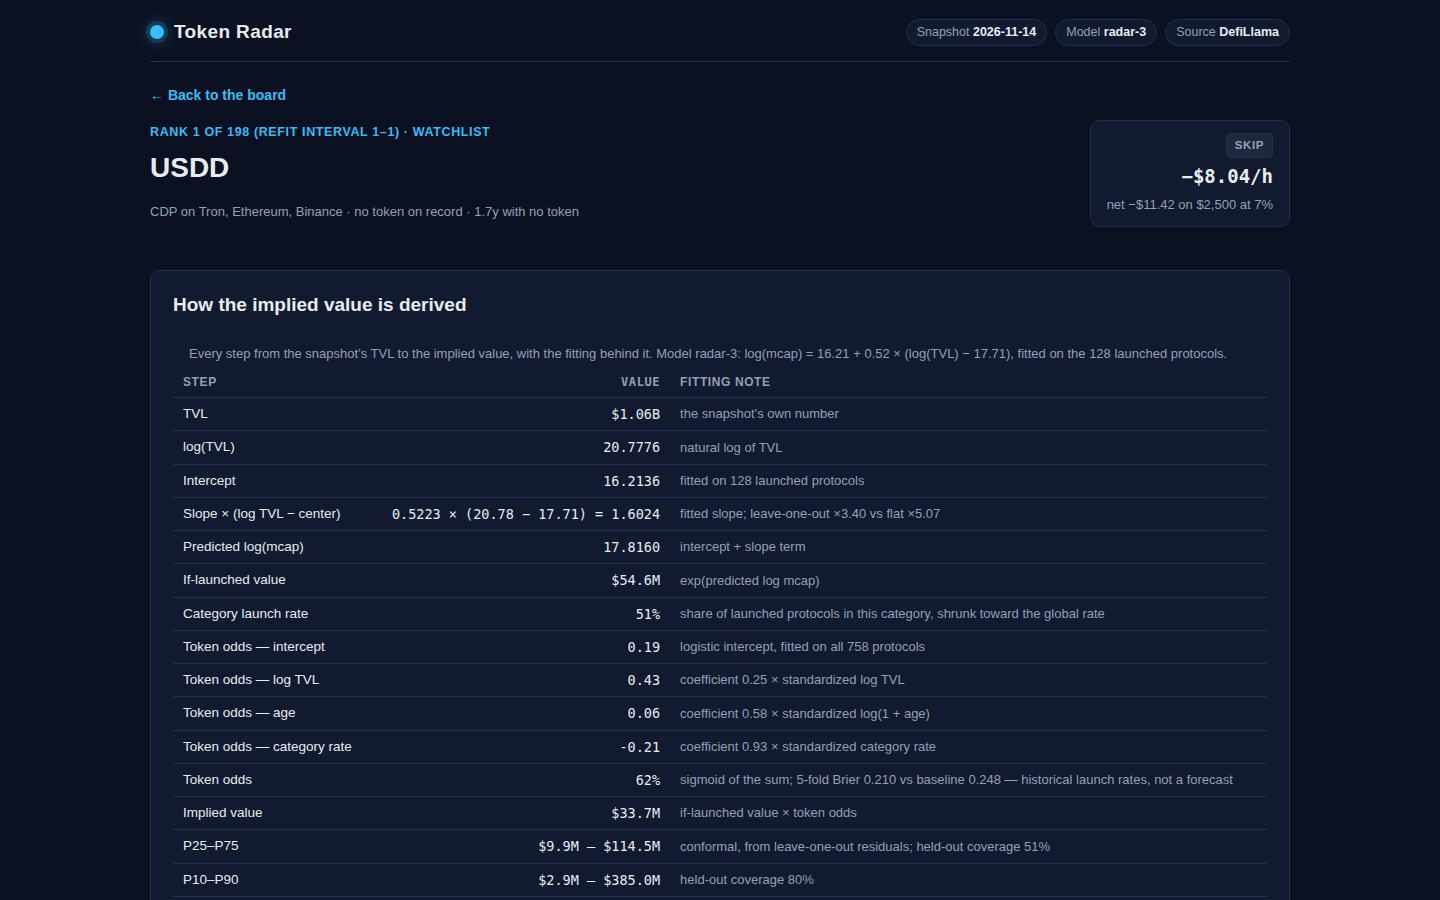 Token Radar
Snapshot 2026-11-14 Model radar-3 Source DefiLlama
← Back to the board
RANK 1 OF 198 (REFIT INTERVAL 1–1) · WATCHLIST
USDD
CDP on Tron, Ethereum, Binance · no token on record · 1.7y with no token
SKIP
−$8.04/h
net −$11.42 on $2,500 at 7%
How the implied value is derived
Every step from the snapshot's TVL to the implied value, with the fitting behind it. Model radar-3: log(mcap) = 16.21 + 0.52 × (log(TVL) − 17.71), fitted on the 128 launched protocols.
STEP VALUE FITTING NOTE
TVL $1.06B the snapshot's own number
log(TVL) 20.7776 natural log of TVL
Intercept 16.2136 fitted on 128 launched protocols
Slope × (log TVL − center) 0.5223 × (20.78 − 17.71) = 1.6024 fitted slope; leave-one-out ×3.40 vs flat ×5.07
Predicted log(mcap) 17.8160 intercept + slope term
If-launched value $54.6M exp(predicted log mcap)
Category launch rate 51% share of launched protocols in this category, shrunk toward the global rate
Token odds — intercept 0.19 logistic intercept, fitted on all 758 protocols
Token odds — log TVL 0.43 coefficient 0.25 × standardized log TVL
Token odds — age 0.06 coefficient 0.58 × standardized log(1 + age)
Token odds — category rate -0.21 coefficient 0.93 × standardized category rate
Token odds 62% sigmoid of the sum; 5-fold Brier 0.210 vs baseline 0.248 — historical launch rates, not a forecast
Implied value $33.7M if-launched value × token odds
P25–P75 $9.9M — $114.5M conformal, from leave-one-out residuals; held-out coverage 51%
P10–P90 $2.9M — $385.0M held-out coverage 80%